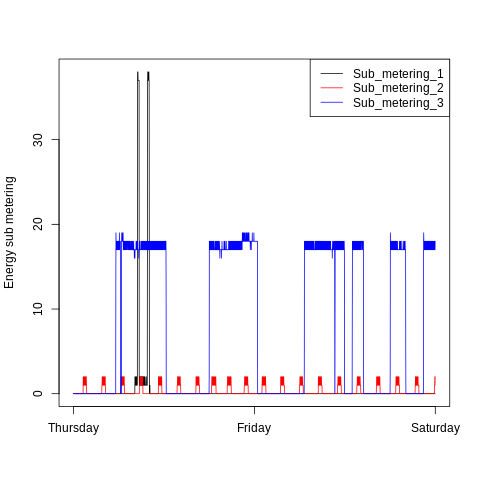 Sub_metering_1
Sub_metering_2
Sub_metering_3
Energy sub metering
30
20
10
0
Thursday Friday Saturday